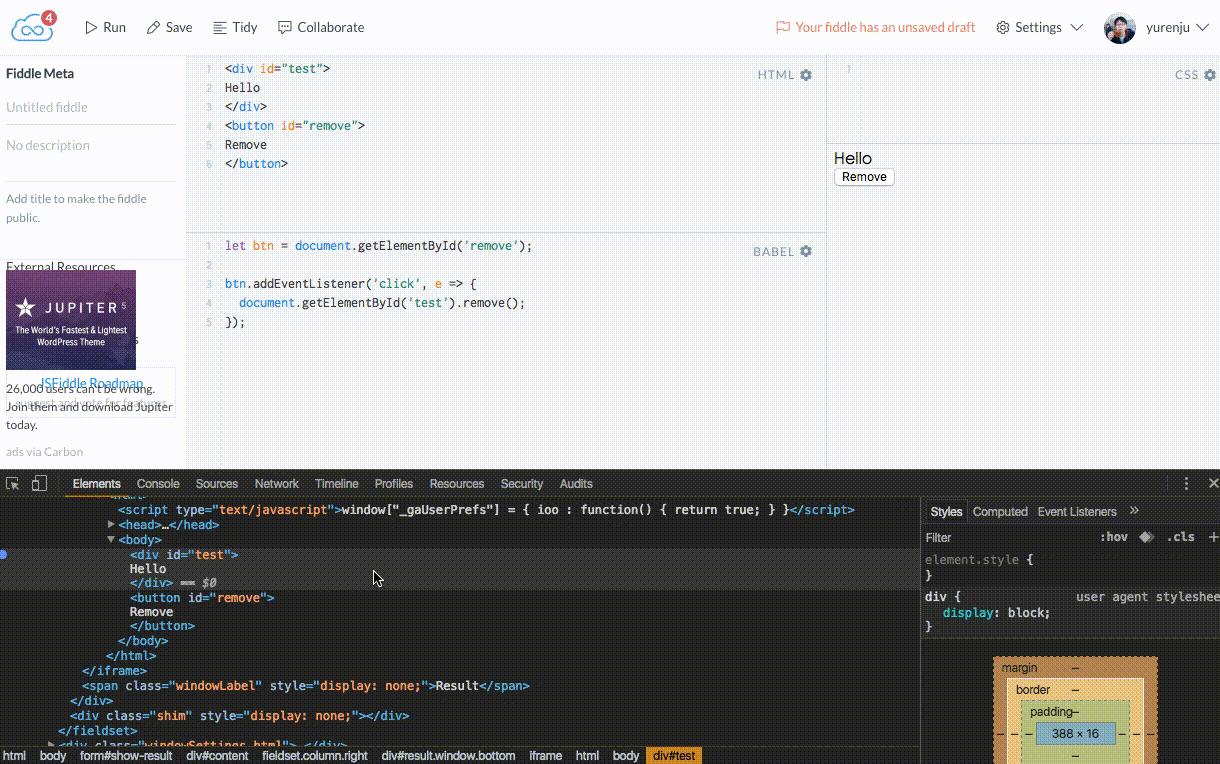 4
Run
Save
Tidy
Collaborate
Your fiddle has an unsaved draft
Settings
yurenju
Fiddle Meta
Untitled fiddle
No description
Add title to make the fiddle
public.
External Resources
JUPITER 5
The World's Fastest & Lightest
WordPress Theme
JSFiddle Roadmap
suggest and vote for features
26,000 users can't be wrong.
Join them and download Jupiter
today.
ads via Carbon
HTML
1 <div id="test">
2 Hello
3 </div>
4 <button id="remove">
5 Remove
6 </button>
BABEL
1 let btn = document.getElementById('remove');
2
3 btn.addEventListener('click', e => {
4   document.getElementById('test').remove();
5 });
1
CSS
Hello
Remove
Elements Console Sources Network Timeline Profiles Resources Security Audits
<script type="text/javascript">window["_gaUserPrefs"] = { ioo : function() { return true; } }</script>
<head>…</head>
<body>
<div id="test">
Hello
</div> == $0
<button id="remove">
Remove
</button>
</body>
</html>
</iframe>
<span class="windowLabel" style="display: none;">Result</span>
</div>
<div class="shim" style="display: none;"></div>
</fieldset>
html body form#show-result div#content fieldset.column.right div#result.window.bottom iframe html body div#test
Styles Computed Event Listeners »
Filter :hov .cls +
element.style {
}
div { user agent styleshee
display: block;
}
margin –
border –
padding –
– – – 388 × 16 – – –
–